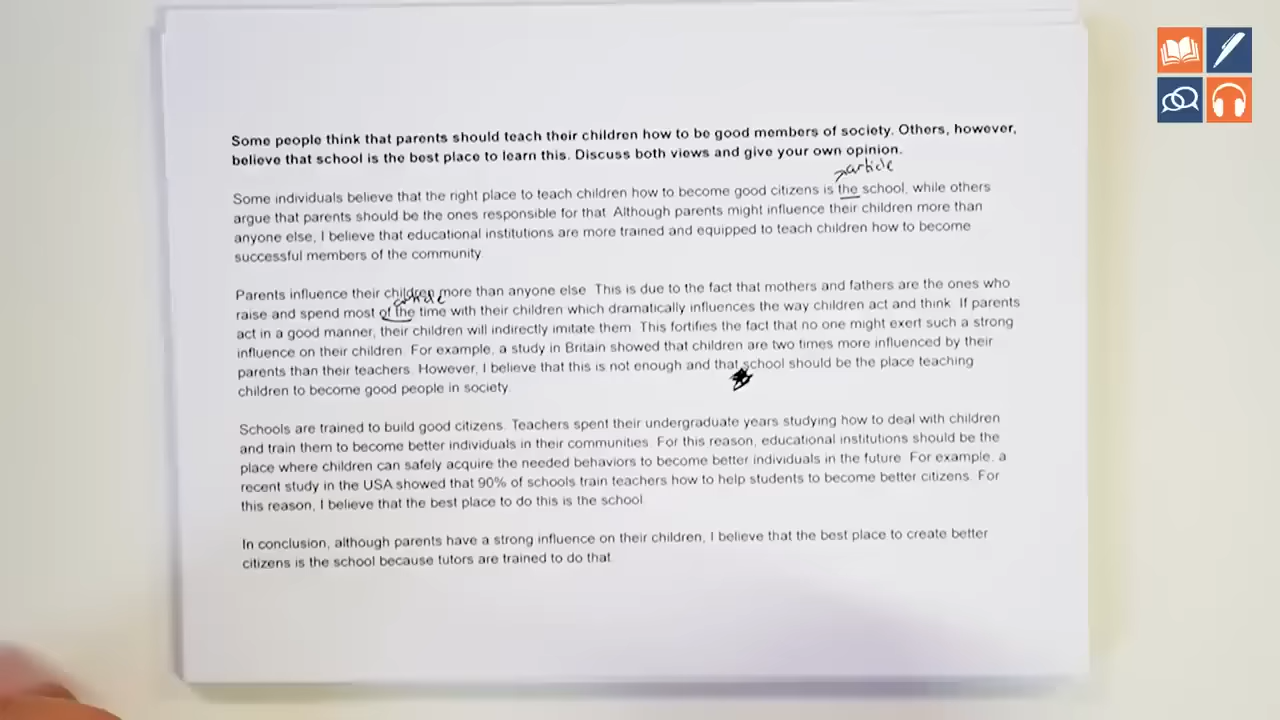 Some people think that parents should teach their children how to be good members of society. Others, however,
believe that school is the best place to learn this. Discuss both views and give your own opinion.
article
Some individuals believe that the right place to teach children how to become good citizens is the school, while others
argue that parents should be the ones responsible for that. Although parents might influence their children more than
anyone else, I believe that educational institutions are more trained and equipped to teach children how to become
successful members of the community.
Parents influence their children more than anyone else. This is due to the fact that mothers and fathers are the ones who
article
raise and spend most of the time with their children which dramatically influences the way children act and think. If parents
act in a good manner, their children will indirectly imitate them. This fortifies the fact that no one might exert such a strong
influence on their children. For example, a study in Britain showed that children are two times more influenced by their
parents than their teachers. However, I believe that this is not enough and that school should be the place teaching
children to become good people in society.
Schools are trained to build good citizens. Teachers spent their undergraduate years studying how to deal with children
and train them to become better individuals in their communities. For this reason, educational institutions should be the
place where children can safely acquire the needed behaviors to become better individuals in the future. For example, a
recent study in the USA showed that 90% of schools train teachers how to help students to become better citizens. For
this reason, I believe that the best place to do this is the school.
In conclusion, although parents have a strong influence on their children, I believe that the best place to create better
citizens is the school because tutors are trained to do that.